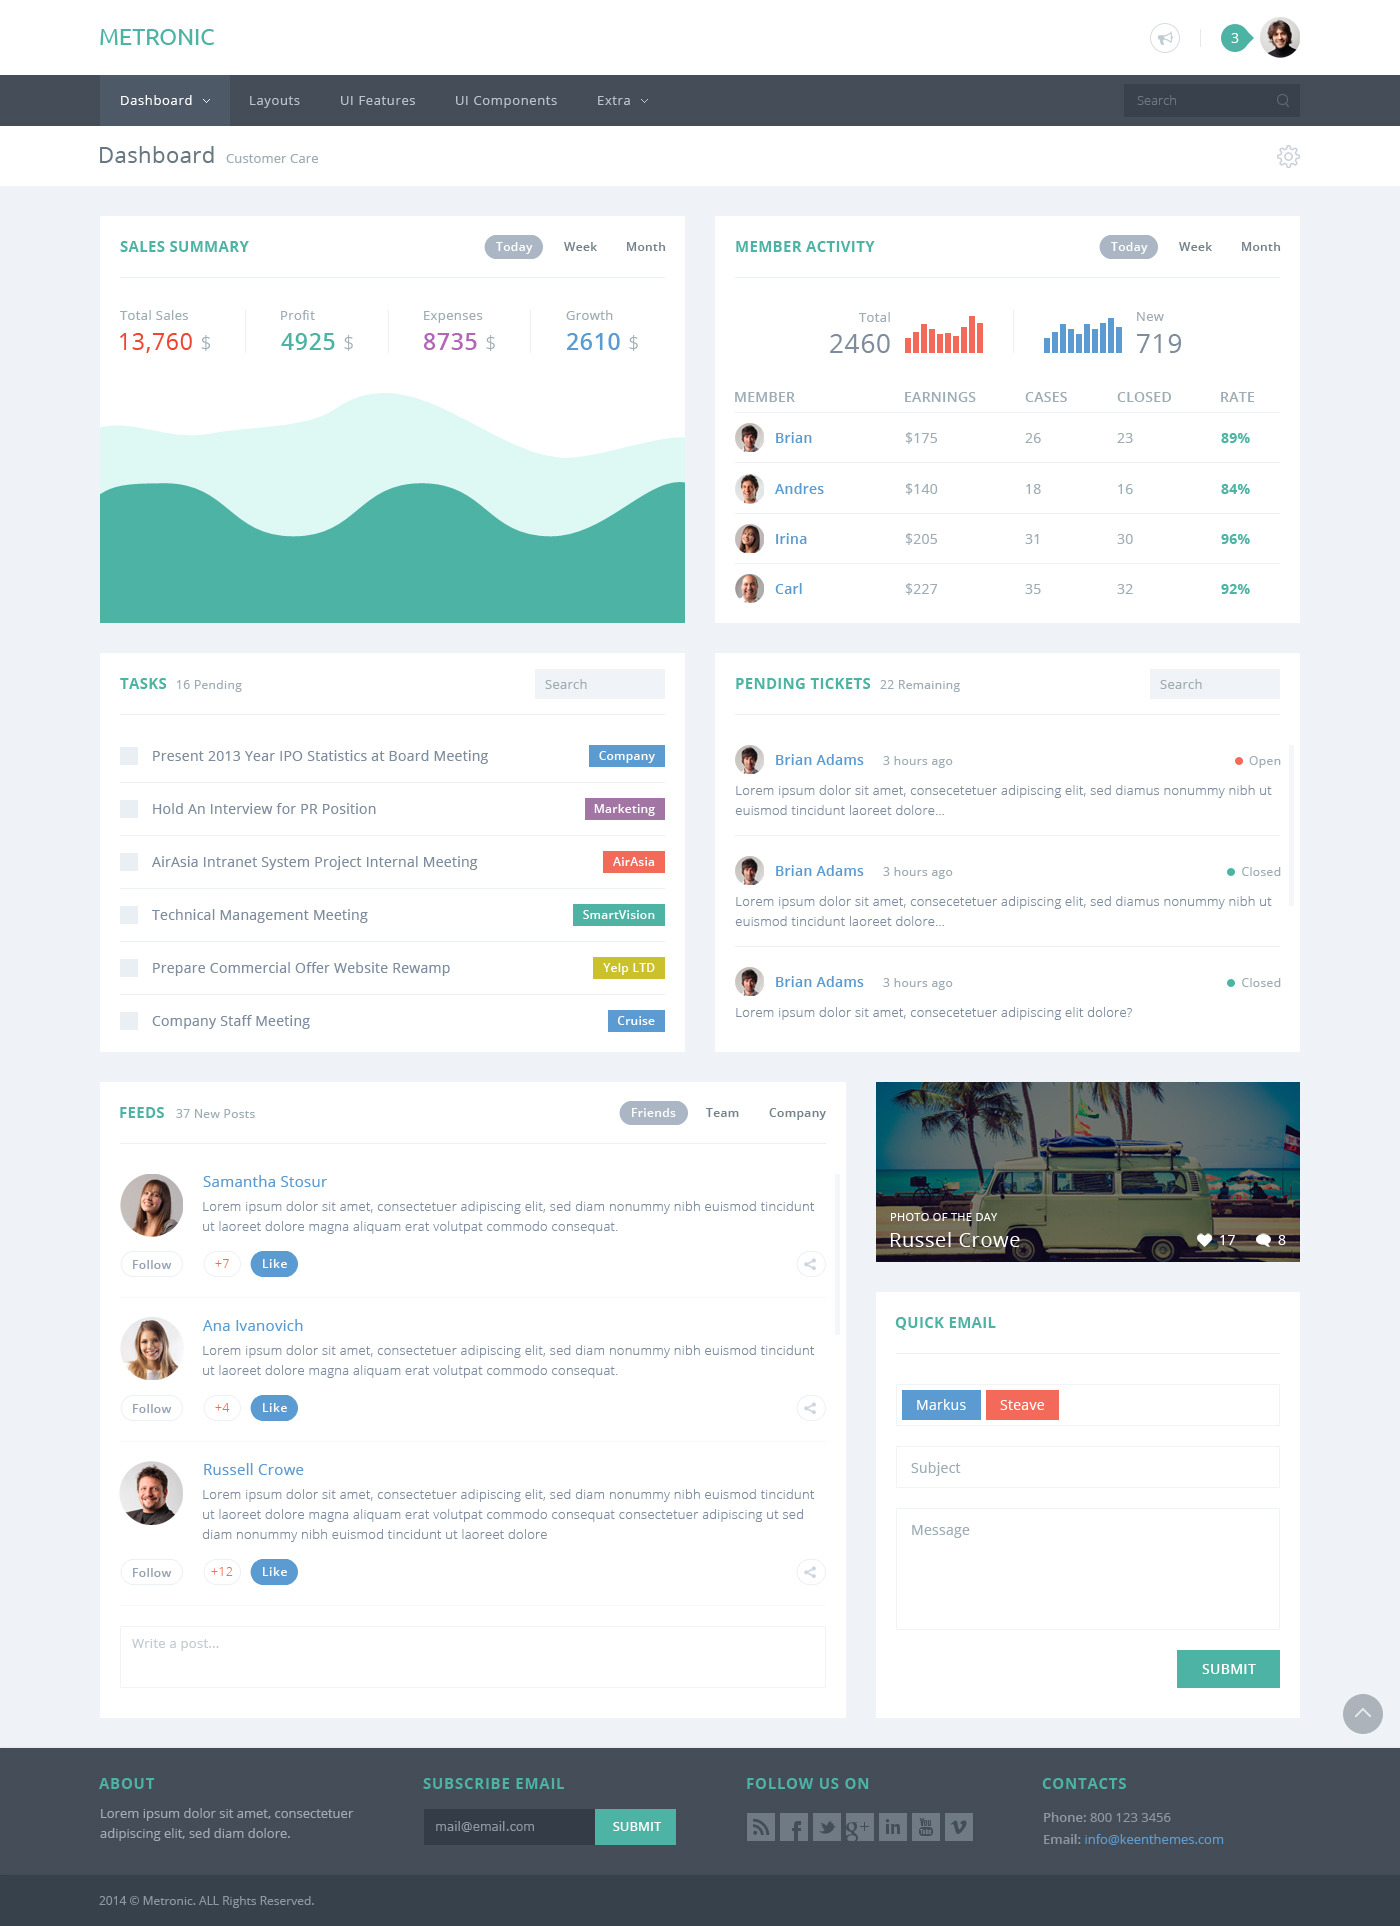 METRONIC
3
Dashboard Layouts UI Features UI Components Extra Search
Dashboard Customer Care
SALES SUMMARY Today Week Month
Total Sales Profit Expenses Growth
13,760 $ 4925 $ 8735 $ 2610 $
MEMBER ACTIVITY Today Week Month
Total New
2460 719
MEMBER EARNINGS CASES CLOSED RATE
Brian $175 26 23 89%
Andres $140 18 16 84%
Irina $205 31 30 96%
Carl $227 35 32 92%
TASKS 16 Pending Search
Present 2013 Year IPO Statistics at Board Meeting Company
Hold An Interview for PR Position Marketing
AirAsia Intranet System Project Internal Meeting AirAsia
Technical Management Meeting SmartVision
Prepare Commercial Offer Website Rewamp Yelp LTD
Company Staff Meeting Cruise
PENDING TICKETS 22 Remaining Search
Brian Adams 3 hours ago Open
Lorem ipsum dolor sit amet, consecetetuer adipiscing elit, sed diamus nonummy nibh ut
euismod tincidunt laoreet dolore...
Brian Adams 3 hours ago Closed
Lorem ipsum dolor sit amet, consecetetuer adipiscing elit, sed diamus nonummy nibh ut
euismod tincidunt laoreet dolore...
Brian Adams 3 hours ago Closed
Lorem ipsum dolor sit amet, consecetetuer adipiscing elit dolore?
FEEDS 37 New Posts Friends Team Company
Samantha Stosur
Lorem ipsum dolor sit amet, consectetuer adipiscing elit, sed diam nonummy nibh euismod tincidunt
ut laoreet dolore magna aliquam erat volutpat commodo consequat.
Follow +7 Like
Ana Ivanovich
Lorem ipsum dolor sit amet, consectetuer adipiscing elit, sed diam nonummy nibh euismod tincidunt
ut laoreet dolore magna aliquam erat volutpat commodo consequat.
Follow +4 Like
Russell Crowe
Lorem ipsum dolor sit amet, consectetuer adipiscing elit, sed diam nonummy nibh euismod tincidunt
ut laoreet dolore magna aliquam erat volutpat commodo consequat consectetuer adipiscing ut sed
diam nonummy nibh euismod tincidunt ut laoreet dolore
Follow +12 Like
Write a post...
PHOTO OF THE DAY
Russel Crowe 17 8
QUICK EMAIL
Markus Steave
Subject
Message
SUBMIT
ABOUT
Lorem ipsum dolor sit amet, consectetuer
adipiscing elit, sed diam dolore.
SUBSCRIBE EMAIL
mail@email.com SUBMIT
FOLLOW US ON
f g+ in You Tube V
CONTACTS
Phone: 800 123 3456
Email: info@keenthemes.com
2014 © Metronic. ALL Rights Reserved.